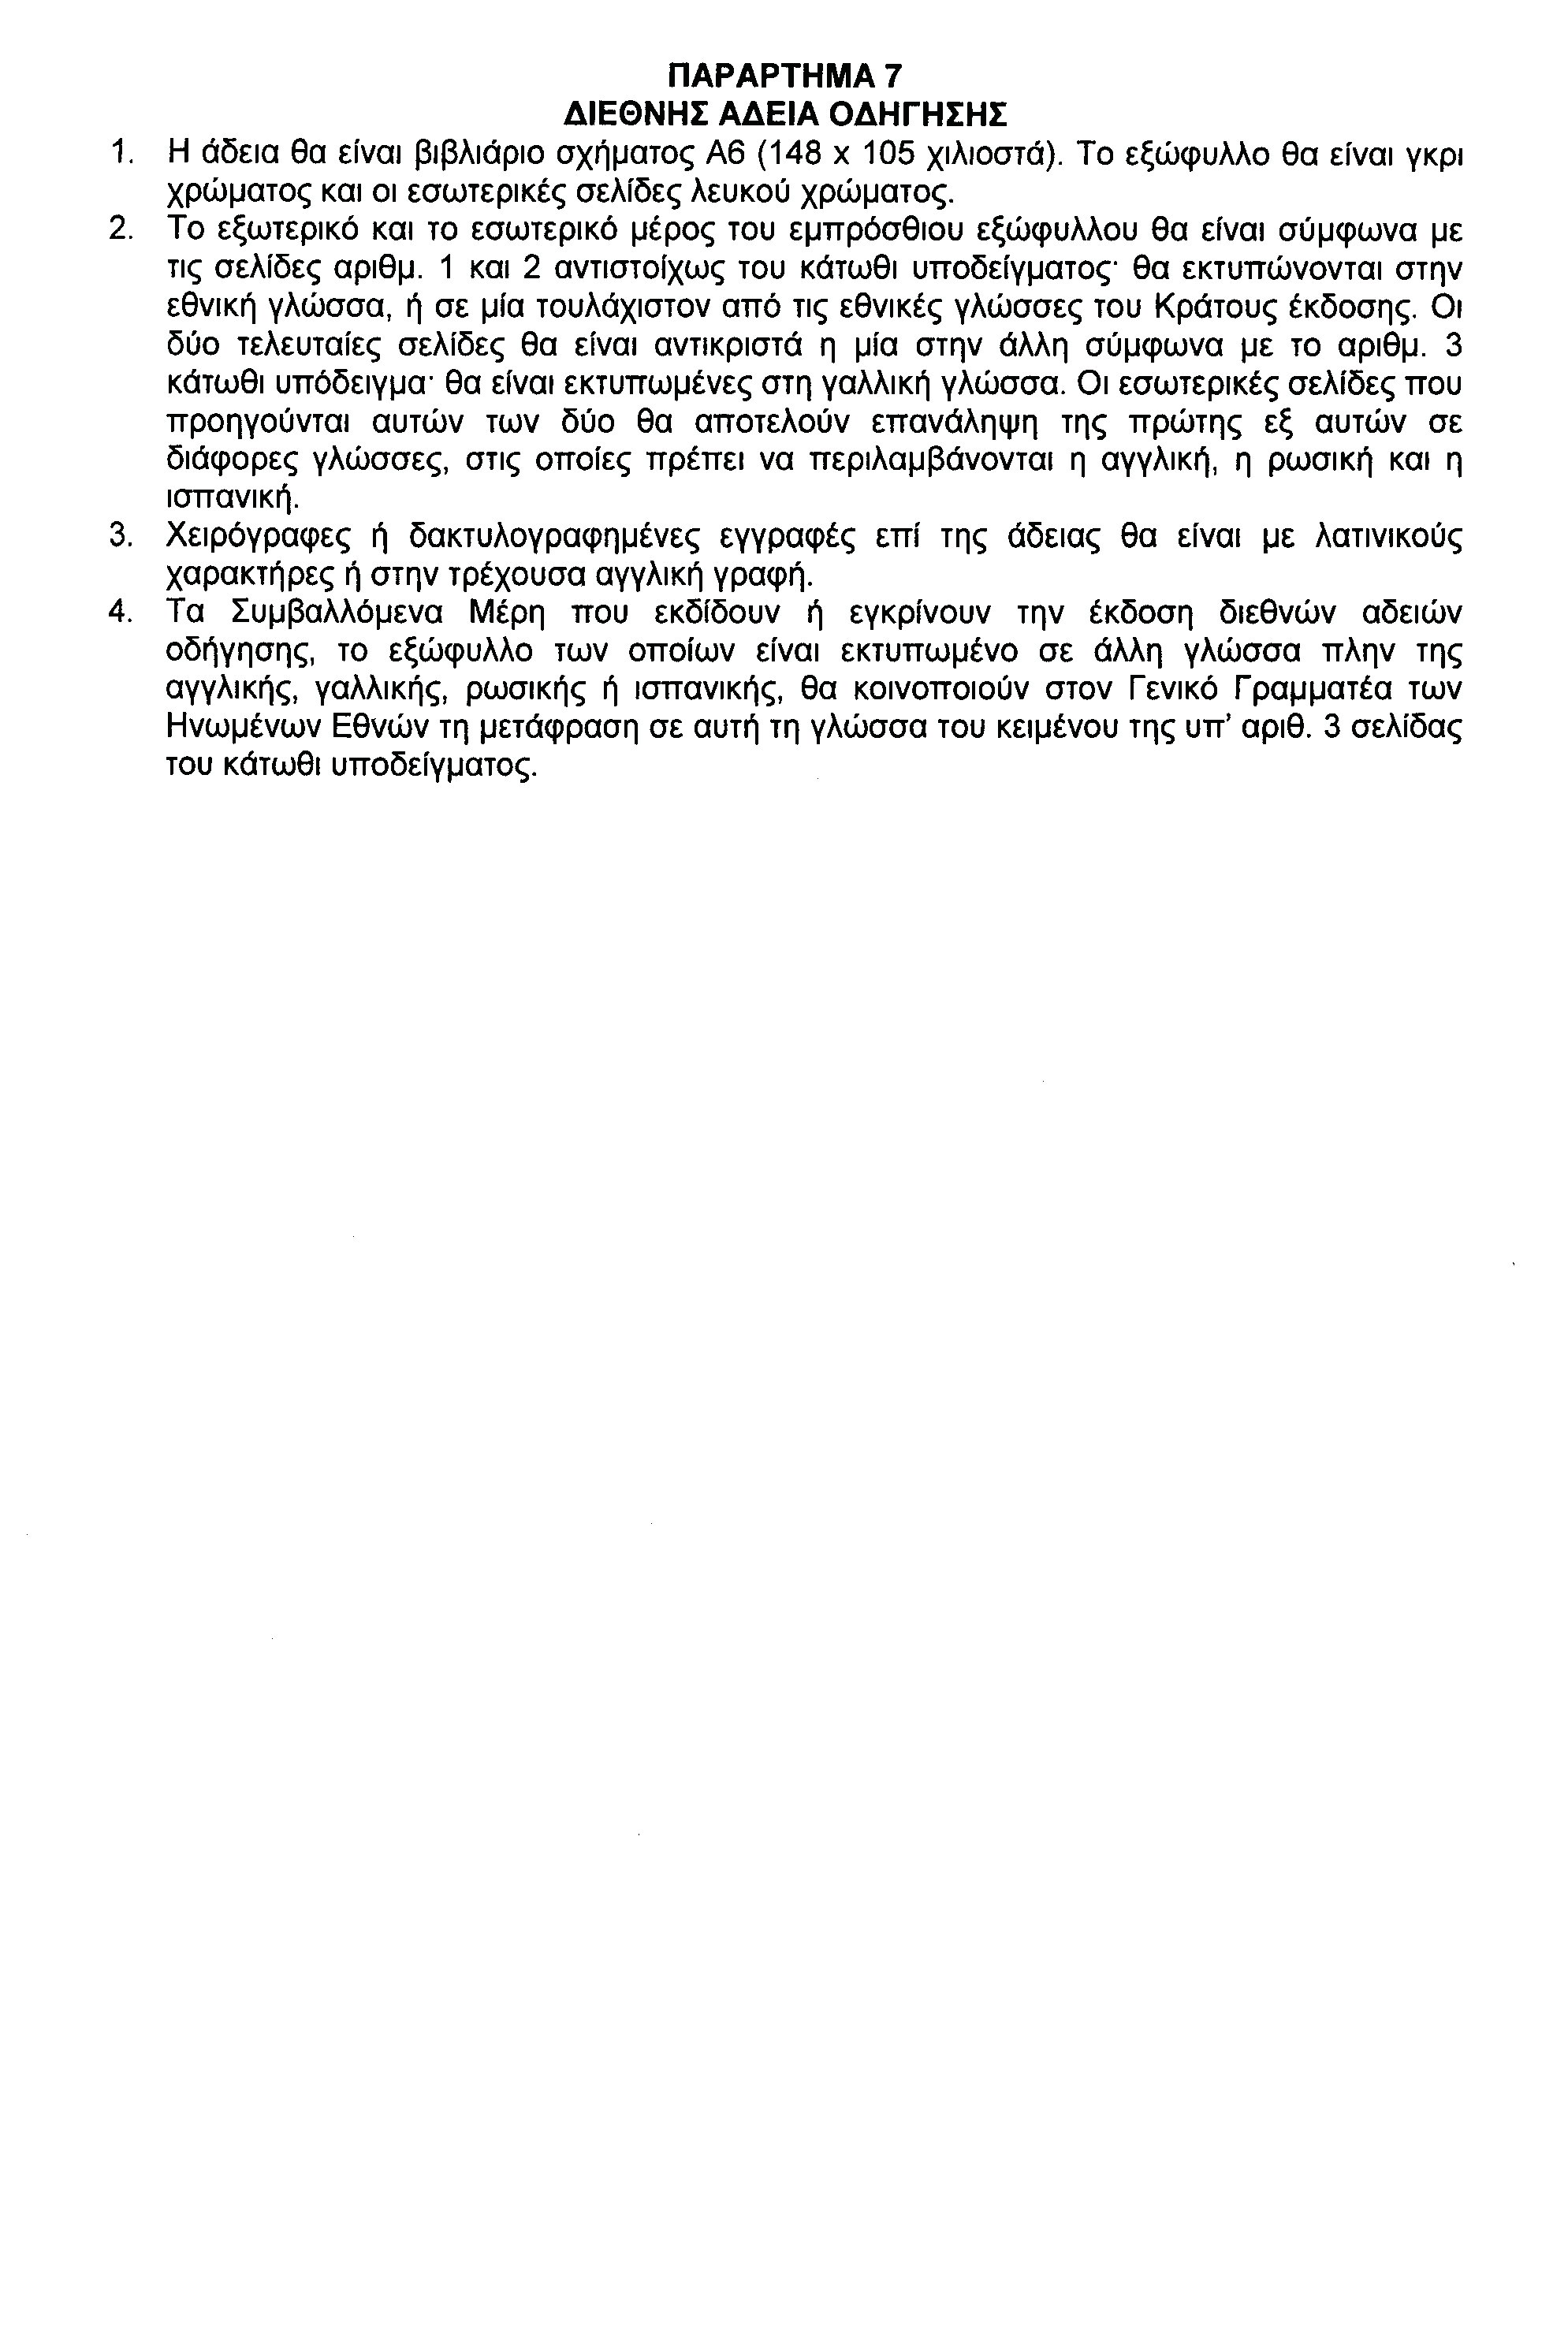 ΠΑΡΑΡΤΗΜΑ 7
ΔΙΕΘΝΗΣ ΑΔΕΙΑ ΟΔΗΓΗΣΗΣ
1. Η άδεια θα είναι βιβλιάριο σχήματος Α6 (148 x 105 χιλιοστά). Το εξώφυλλο θα είναι γκρι
χρώματος και οι εσωτερικές σελίδες λευκού χρώματος.
2. Το εξωτερικό και το εσωτερικό μέρος του εμπρόσθιου εξώφυλλου θα είναι σύμφωνα με
τις σελίδες αριθμ. 1 και 2 αντιστοίχως του κάτωθι υποδείγματος· θα εκτυπώνονται στην
εθνική γλώσσα, ή σε μία τουλάχιστον από τις εθνικές γλώσσες του Κράτους έκδοσης. Οι
δύο τελευταίες σελίδες θα είναι αντικριστά η μία στην άλλη σύμφωνα με το αριθμ. 3
κάτωθι υπόδειγμα· θα είναι εκτυπωμένες στη γαλλική γλώσσα. Οι εσωτερικές σελίδες που
προηγούνται αυτών των δύο θα αποτελούν επανάληψη της πρώτης εξ αυτών σε
διάφορες γλώσσες, στις οποίες πρέπει να περιλαμβάνονται η αγγλική, η ρωσική και η
ισπανική.
3. Χειρόγραφες ή δακτυλογραφημένες εγγραφές επί της άδειας θα είναι με λατινικούς
χαρακτήρες ή στην τρέχουσα αγγλική γραφή.
4. Τα Συμβαλλόμενα Μέρη που εκδίδουν ή εγκρίνουν την έκδοση διεθνών αδειών
οδήγησης, το εξώφυλλο των οποίων είναι εκτυπωμένο σε άλλη γλώσσα πλην της
αγγλικής, γαλλικής, ρωσικής ή ισπανικής, θα κοινοποιούν στον Γενικό Γραμματέα των
Ηνωμένων Εθνών τη μετάφραση σε αυτή τη γλώσσα του κειμένου της υπ’ αριθ. 3 σελίδας
του κάτωθι υποδείγματος.